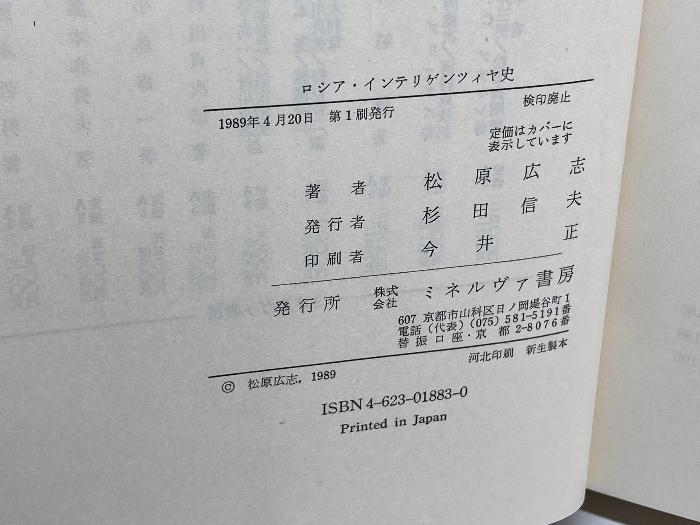 ロシア・インテリゲンツィヤ史
1989年4月20日　第1刷発行　検印廃止
定価はカバーに
表示しています
著者　松原広志
発行者　杉田信夫
印刷者　今井正
発行所　株式会社　ミネルヴァ書房
607 京都市山科区日ノ岡堤谷町1
電話（代表）(075) 581-5191番
替振口座・京都2-8076番
河北印刷　新生製本
© 松原広志, 1989
ISBN4-623-01883-0
Printed in Japan